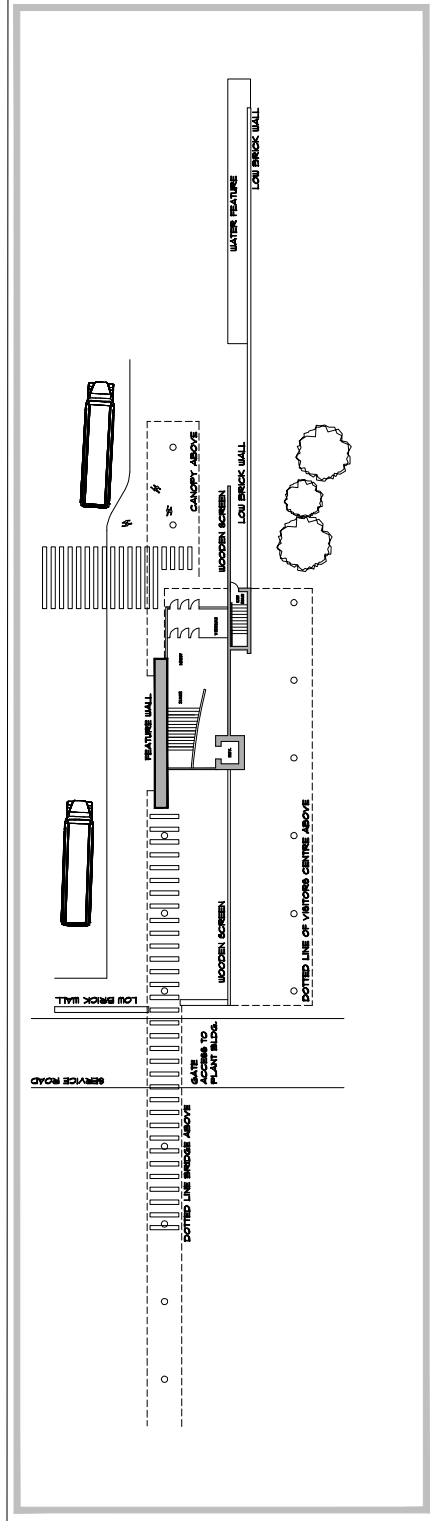 LOW BRICK WALL
WATER FEATURE
CANOPY ABOVE
WOODEN SCREEN
LOW BRICK WALL
FEATURE WALL
WOODEN SCREEN
DOTTED LINE OF VISITORS CENTRE ABOVE
LOW BRICK WALL
SERVICE ROAD
GATE
ACCESS TO
PLANT BLDG.
DOTTED LINE BRIDGE ABOVE